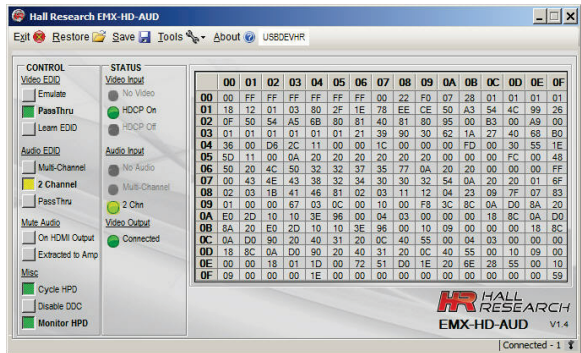 Hall Research EMX-HD-AUD
Exit Restore Save Tools About USBDEVHR
CONTROL
Video EDID
Emulate
PassThru
Learn EDID
Audio EDID
Multi-Channel
2 Channel
PassThru
Mute Audio
On HDMI Output
Extracted to Amp
Misc
Cycle HPD
Disable DDC
Monitor HPD
STATUS
Video Input
No Video
HDCP On
HDCP Off
Audio Input
No Audio
Multi-Channel
2 Chn
Video Output
Connected
00 01 02 03 04 05 06 07 08 09 0A 0B 0C 0D 0E 0F
00 00 FF FF FF FF FF FF 00 22 F0 07 28 01 01 01 01
01 18 12 01 03 80 2F 1E 78 EE CE 50 A3 54 4C 99 26
02 0F 50 54 A5 6B 80 81 40 81 80 95 00 B3 00 A9 00
03 01 01 01 01 01 01 21 39 90 30 62 1A 27 40 68 B0
04 36 00 D6 2C 11 00 00 1C 00 00 00 FD 00 30 55 1E
05 5D 11 00 0A 20 20 20 20 20 20 00 00 00 FC 00 48
06 50 20 4C 50 32 32 37 35 77 0A 20 20 00 00 00 FF
07 00 43 4E 43 38 32 34 30 30 32 54 0A 20 20 01 6F
08 02 03 1B 41 46 81 02 03 11 12 04 23 09 7F 07 83
09 01 00 00 67 03 0C 00 10 00 F8 3C 8C 0A D0 8A 20
0A E0 2D 10 10 3E 96 00 04 03 00 00 00 18 8C 0A D0
0B 8A 20 E0 2D 10 10 3E 96 00 10 09 00 00 00 18 8C
0C 0A D0 90 20 40 31 20 0C 40 55 00 04 03 00 00 00
0D 18 8C 0A D0 90 20 40 31 20 0C 40 55 00 10 09 00
0E 00 00 18 01 1D 00 72 51 D0 1E 20 6E 28 55 00 10
0F 09 00 00 00 1E 00 00 00 00 00 00 00 00 00 00 59
HR HALL RESEARCH
EMX-HD-AUD V1.4
Connected - 1